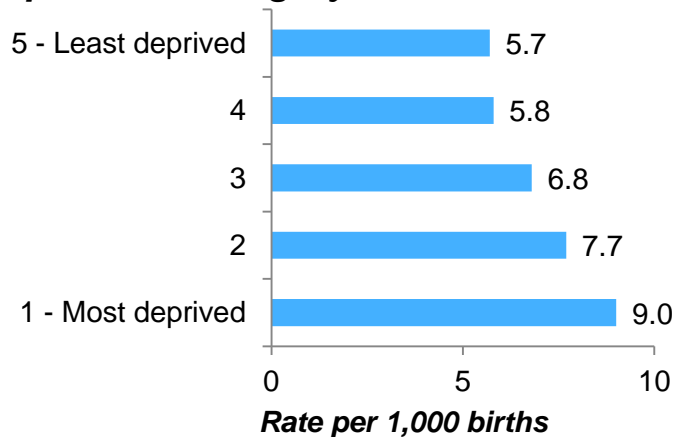 5 - Least deprived 5.7
4 5.8
3 6.8
2 7.7
1 - Most deprived 9.0
0 5 10
Rate per 1,000 births